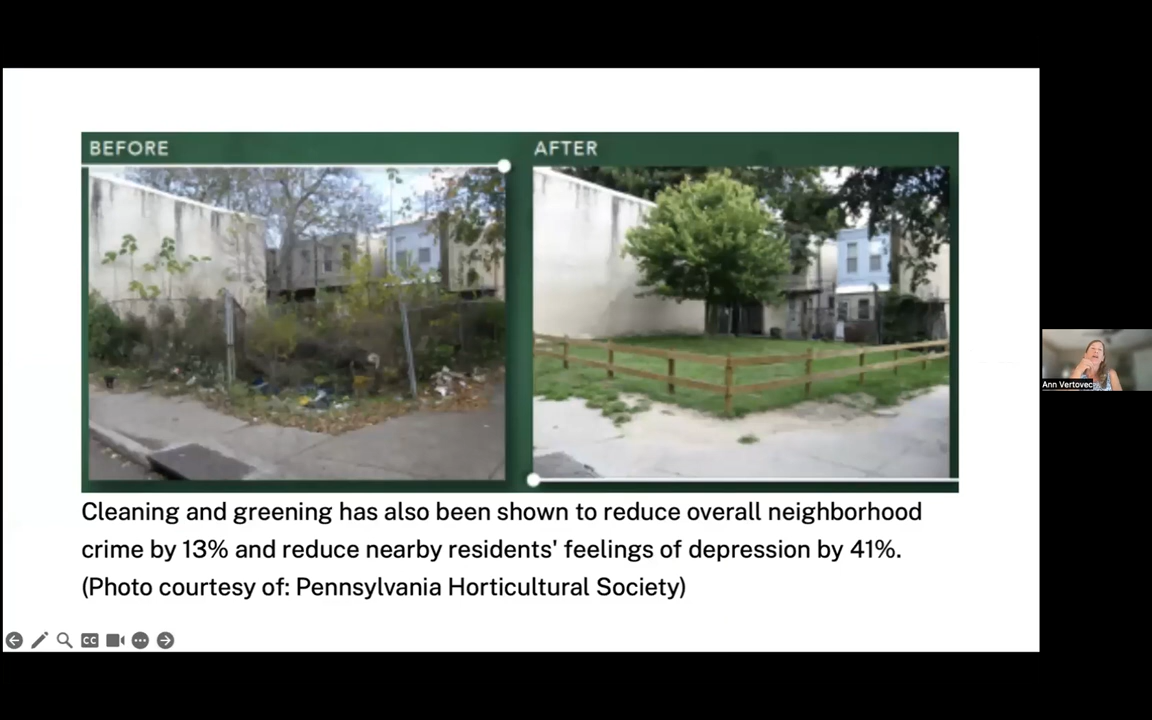 BEFORE
AFTER
Cleaning and greening has also been shown to reduce overall neighborhood
crime by 13% and reduce nearby residents' feelings of depression by 41%.
(Photo courtesy of: Pennsylvania Horticultural Society)
CC
Ann Vertovec